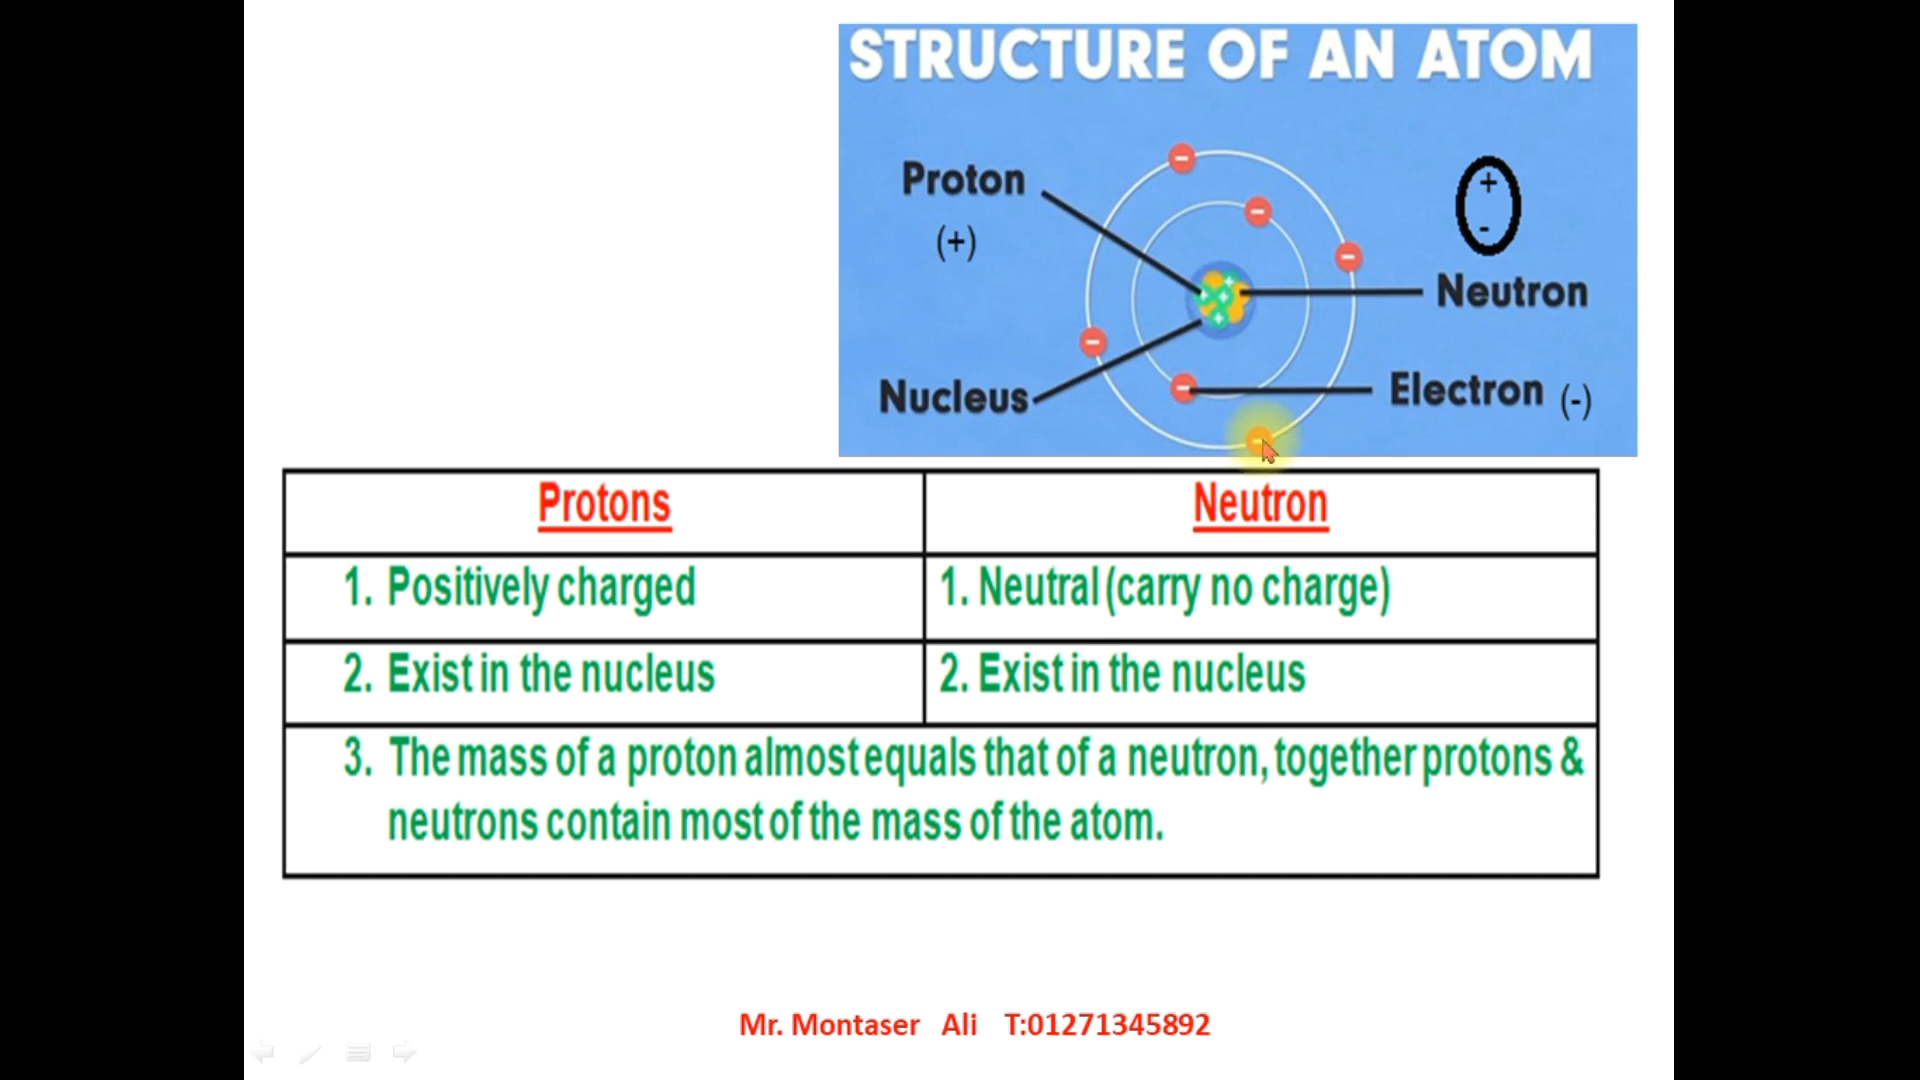 STRUCTURE OF AN ATOM
Proton
(+)
+
-
Neutron
Nucleus
Electron (-)
Protons
Neutron
1. Positively charged
1. Neutral (carry no charge)
2. Exist in the nucleus
2. Exist in the nucleus
3. The mass of a proton almost equals that of a neutron, together protons &
neutrons contain most of the mass of the atom.
Mr. Montaser Ali T:01271345892